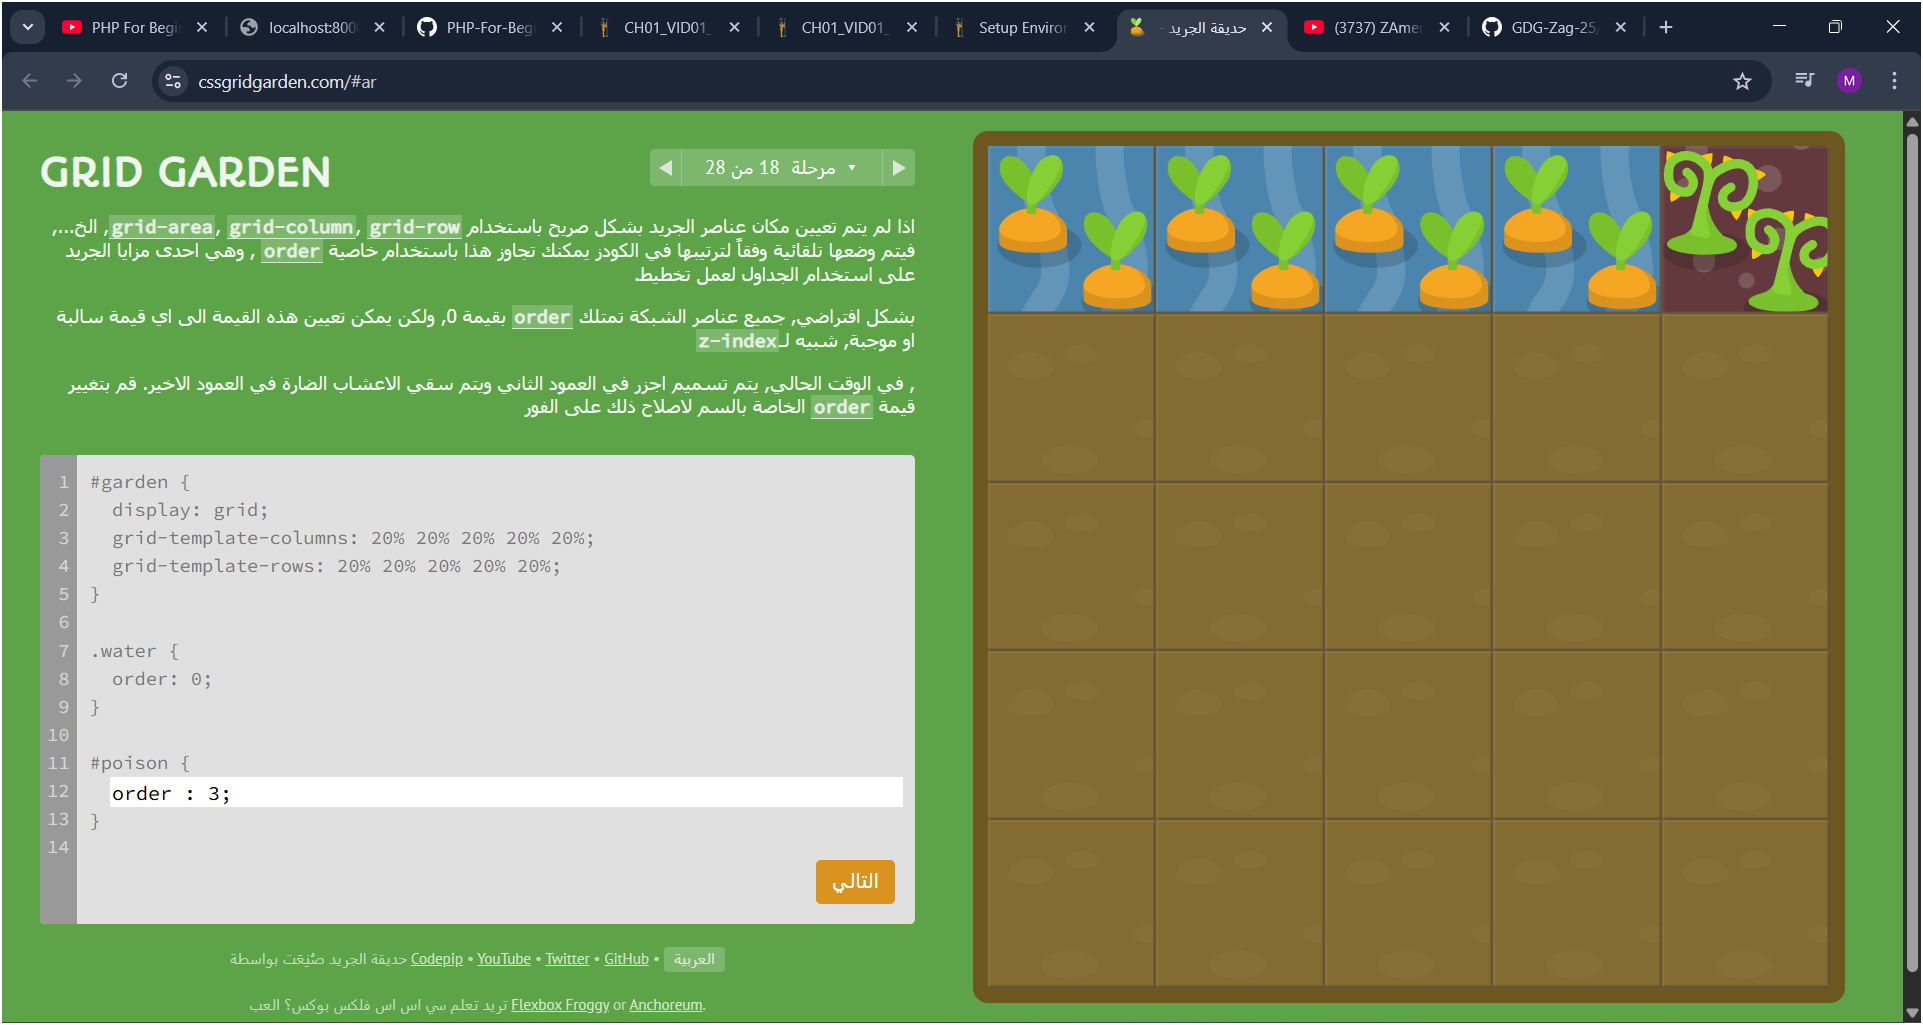 PHP For Begi
localhost:800
PHP-For-Beg
CH01_VID01_
CH01_VID01_
Setup Enviror
حديقة الجريد -
(3737) ZAmer
GDG-Zag-25
cssgridgarden.com/#ar
M
GRID GARDEN
مرحلة 18 من 28
اذا لم يتم تعيين مكان عناصر الجريد بشكل صريح باستخدام grid-area, grid-column, grid-row, الخ...,
فيتم وضعها تلقائية وفقاً لترتيبها في الكودز يمكنك تجاوز هذا باستخدام خاصية order , وهي احدى مزايا الجريد
على استخدام الجداول لعمل تخطيط.
بشكل افتراضي, جميع عناصر الشبكة تمتلك order بقيمة 0, ولكن يمكن تعيين هذه القيمة الى اي قيمة سالبة
او موجبة, شبيه لـz-index
, في الوقت الحالي, يتم تسميم اجزر في العمود الثاني ويتم سقي الاعشاب الضارة في العمود الاخير. قم بتغيير
قيمة order الخاصة بالسم لاصلاح ذلك على الفور
1 #garden {
2 display: grid;
3 grid-template-columns: 20% 20% 20% 20% 20%;
4 grid-template-rows: 20% 20% 20% 20% 20%;
5 }
6
7 .water {
8 order: 0;
9 }
10
11 #poison {
12 order : 3;
13 }
14
التالي
حديقة الجريد صُنِعَت بواسطة Codepip • YouTube • Twitter • GitHub • العربية
تريد تعلم سي اس اس فلكس بوكس؟ العب Flexbox Froggy or Anchoreum.